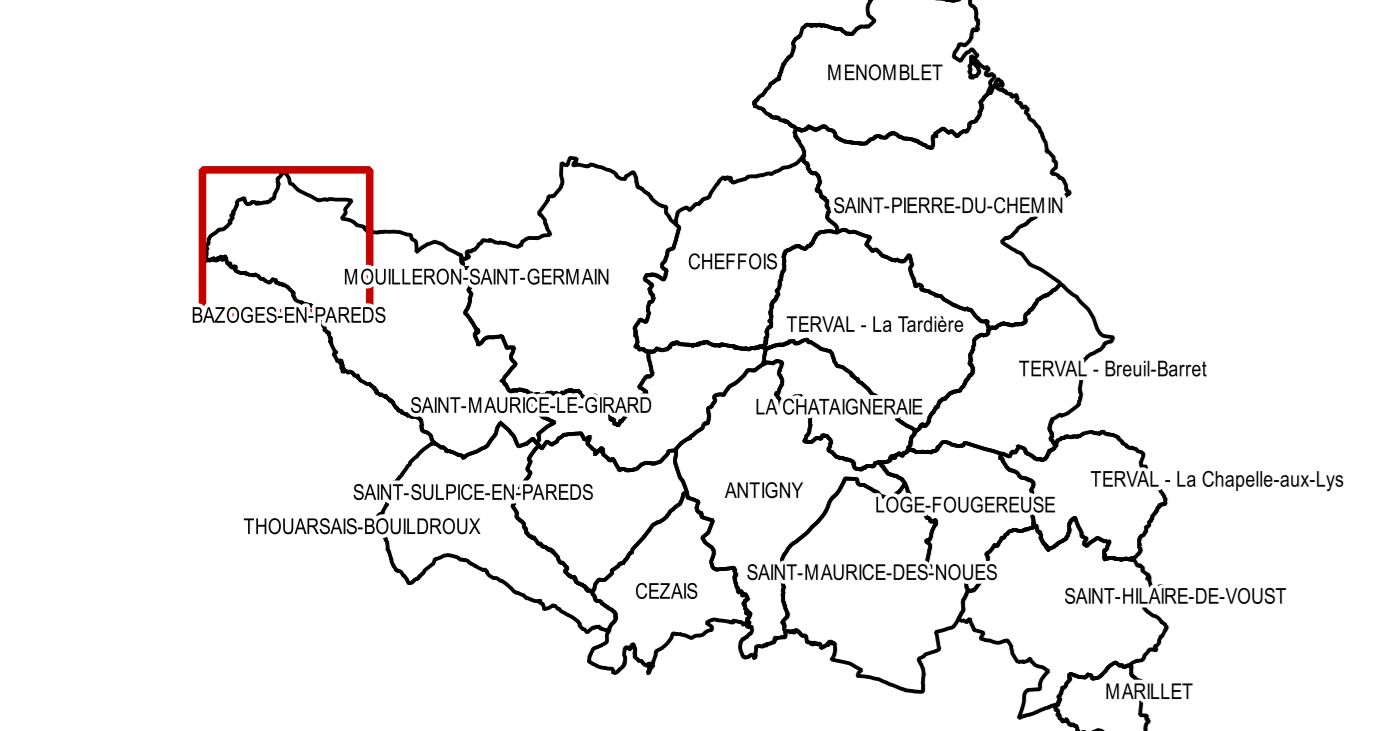 MENOMBLET
SAINT-PIERRE-DU-CHEMIN
CHEFFOIS
MOUILLERON-SAINT-GERMAIN
BAZOGES-EN-PAREDS
TERVAL - La Tardière
TERVAL - Breuil-Barret
SAINT-MAURICE-LE-GIRARD
LA CHATAIGNERAIE
TERVAL - La Chapelle-aux-Lys
SAINT-SULPICE-EN-PAREDS
ANTIGNY
LOGE-FOUGEREUSE
THOUARSAIS-BOUILDROUX
SAINT-MAURICE-DES-NOUES
CEZAIS
SAINT-HILAIRE-DE-VOUST
MARILLET